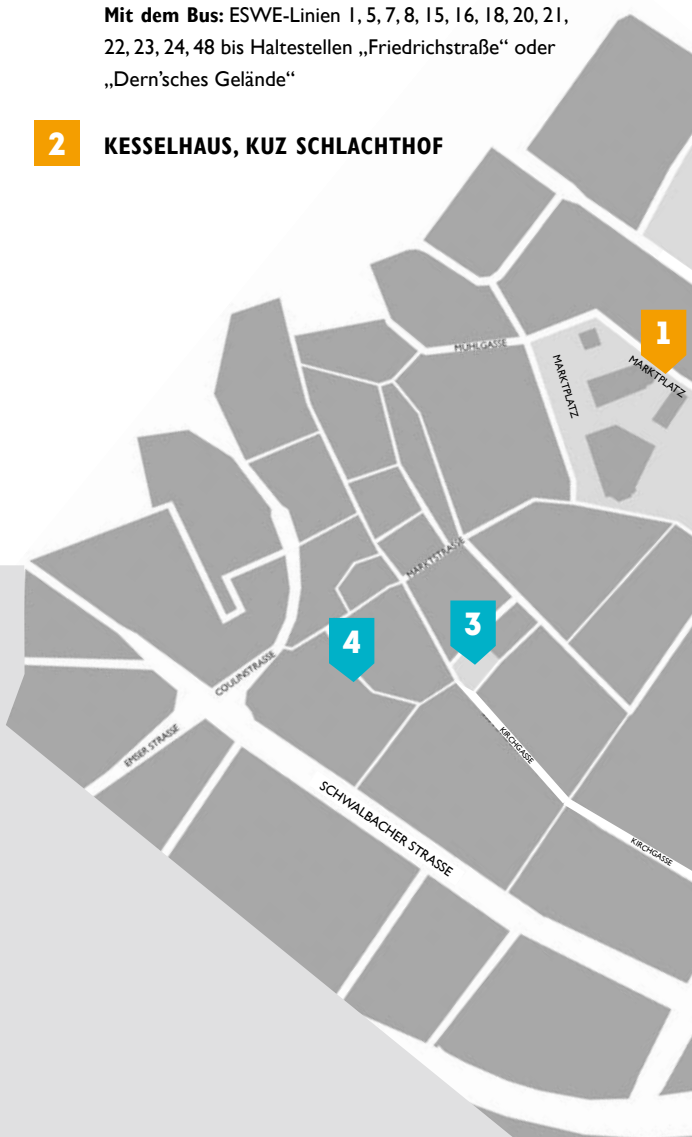 Mit dem Bus: ESWE-Linien 1, 5, 7, 8, 15, 16, 18, 20, 21,
22, 23, 24, 48 bis Haltestellen „Friedrichstraße“ oder
„Dern’sches Gelände“
2 KESSELHAUS, KUZ SCHLACHTHOF
1
MUHLGASSE
MARKTPLATZ
MARKTPLATZ
MARKTSTRASSE
3
4
COULINSTRASSE
EMSER STRASSE
KIRCHGASSE
SCHWALBACHER STRASSE
KIRCHGASSE